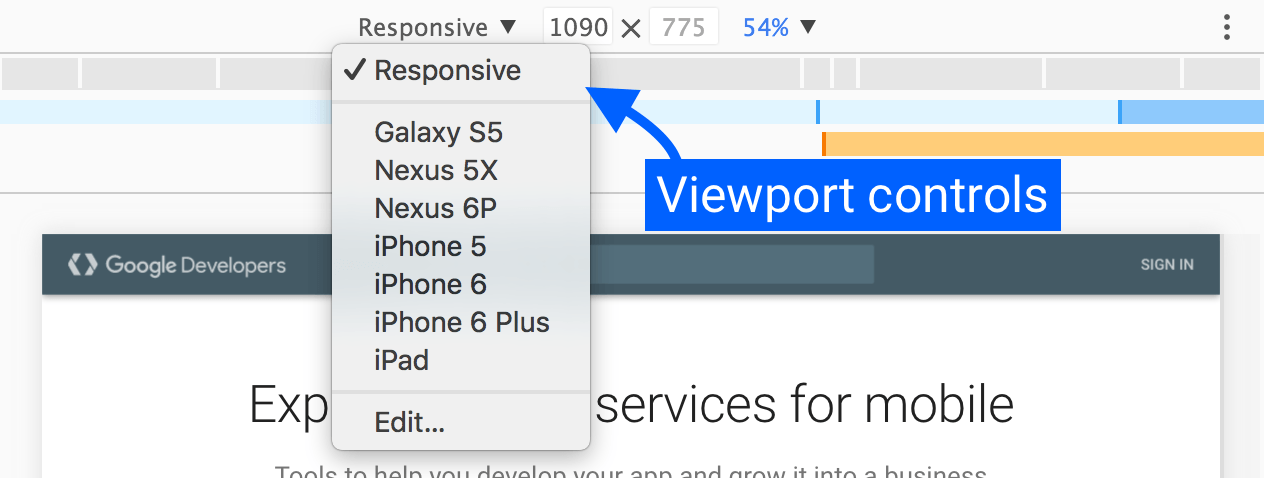 Responsive ▼ 1090 × 775 54% ▼
✓ Responsive
Galaxy S5
Nexus 5X
Nexus 6P
iPhone 5
iPhone 6
iPhone 6 Plus
iPad
Edit...
Viewport controls
Google Developers
SIGN IN
Exp services for mobile
Tools to help you develop your app and grow it into a business